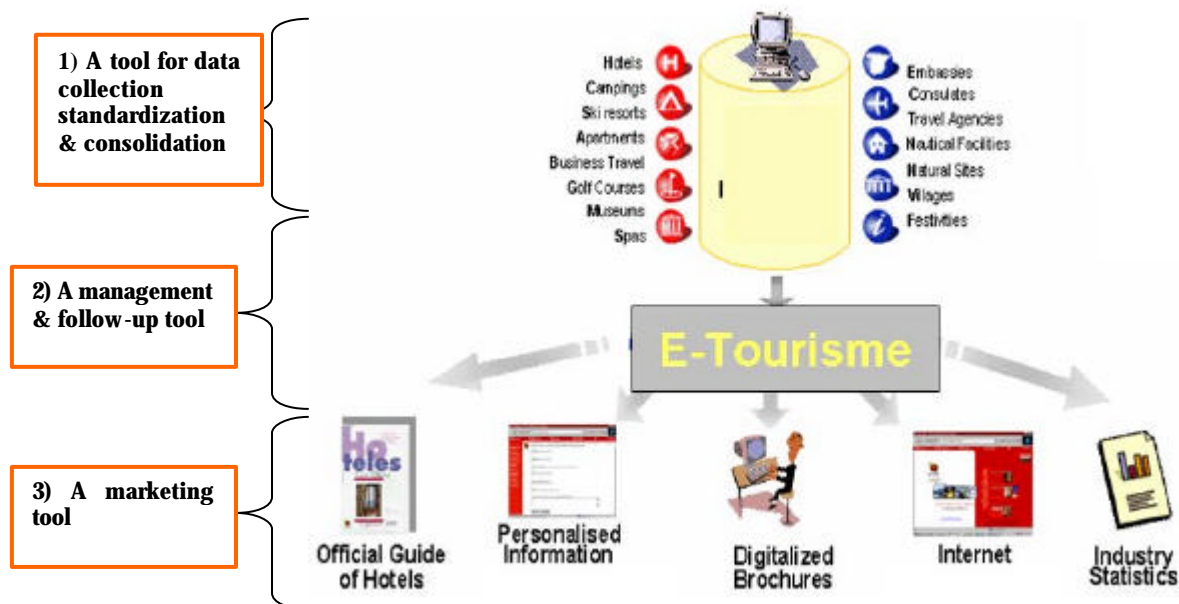 1) A tool for data
collection
standardization
& consolidation
Hotels
Campings
Ski resorts
Apartments
Business Travel
Golf Courses
Museums
Spas
H
i
Embassies
Consulates
Travel Agencies
Nautical Facilities
Natural Sites
Villages
Festivities
2) A management
& follow-up tool
E-Tourisme
3) A marketing
tool
Ho
teles
Official Guide
of Hotels
Personalised
Information
Digitalized
Brochures
Internet
Industry
Statistics